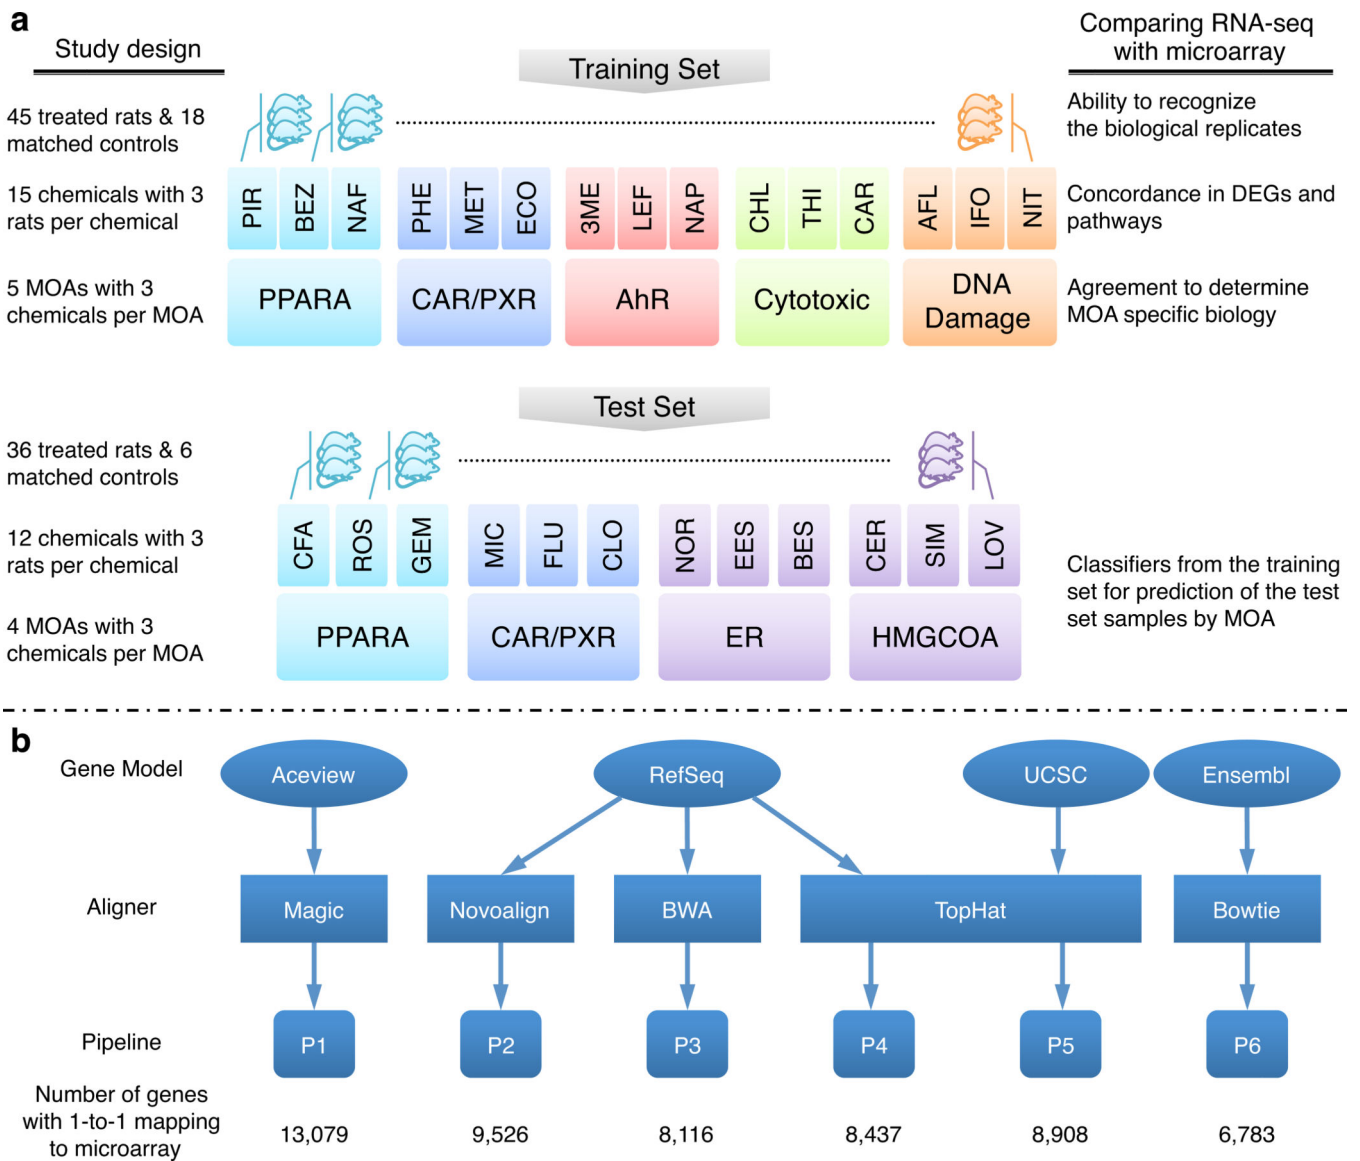 a
Study design
Training Set
Comparing RNA-seq
with microarray
45 treated rats & 18
matched controls
Ability to recognize
the biological replicates
15 chemicals with 3
rats per chemical
PIR BEZ NAF PHE MET ECO 3ME LEF NAP CHL THI CAR AFL IFO NIT
Concordance in DEGs and
pathways
5 MOAs with 3
chemicals per MOA
PPARA CAR/PXR AhR Cytotoxic DNA
Damage
Agreement to determine
MOA specific biology
Test Set
36 treated rats & 6
matched controls
12 chemicals with 3
rats per chemical
CFA ROS GEM MIC FLU CLO NOR EES BES CER SIM LOV
4 MOAs with 3
chemicals per MOA
PPARA CAR/PXR ER HMGCOA
Classifiers from the training
set for prediction of the test
set samples by MOA
b
Gene Model Aceview RefSeq UCSC Ensembl
Aligner Magic Novoalign BWA TopHat Bowtie
Pipeline P1 P2 P3 P4 P5 P6
Number of genes
with 1-to-1 mapping
to microarray
13,079 9,526 8,116 8,437 8,908 6,783